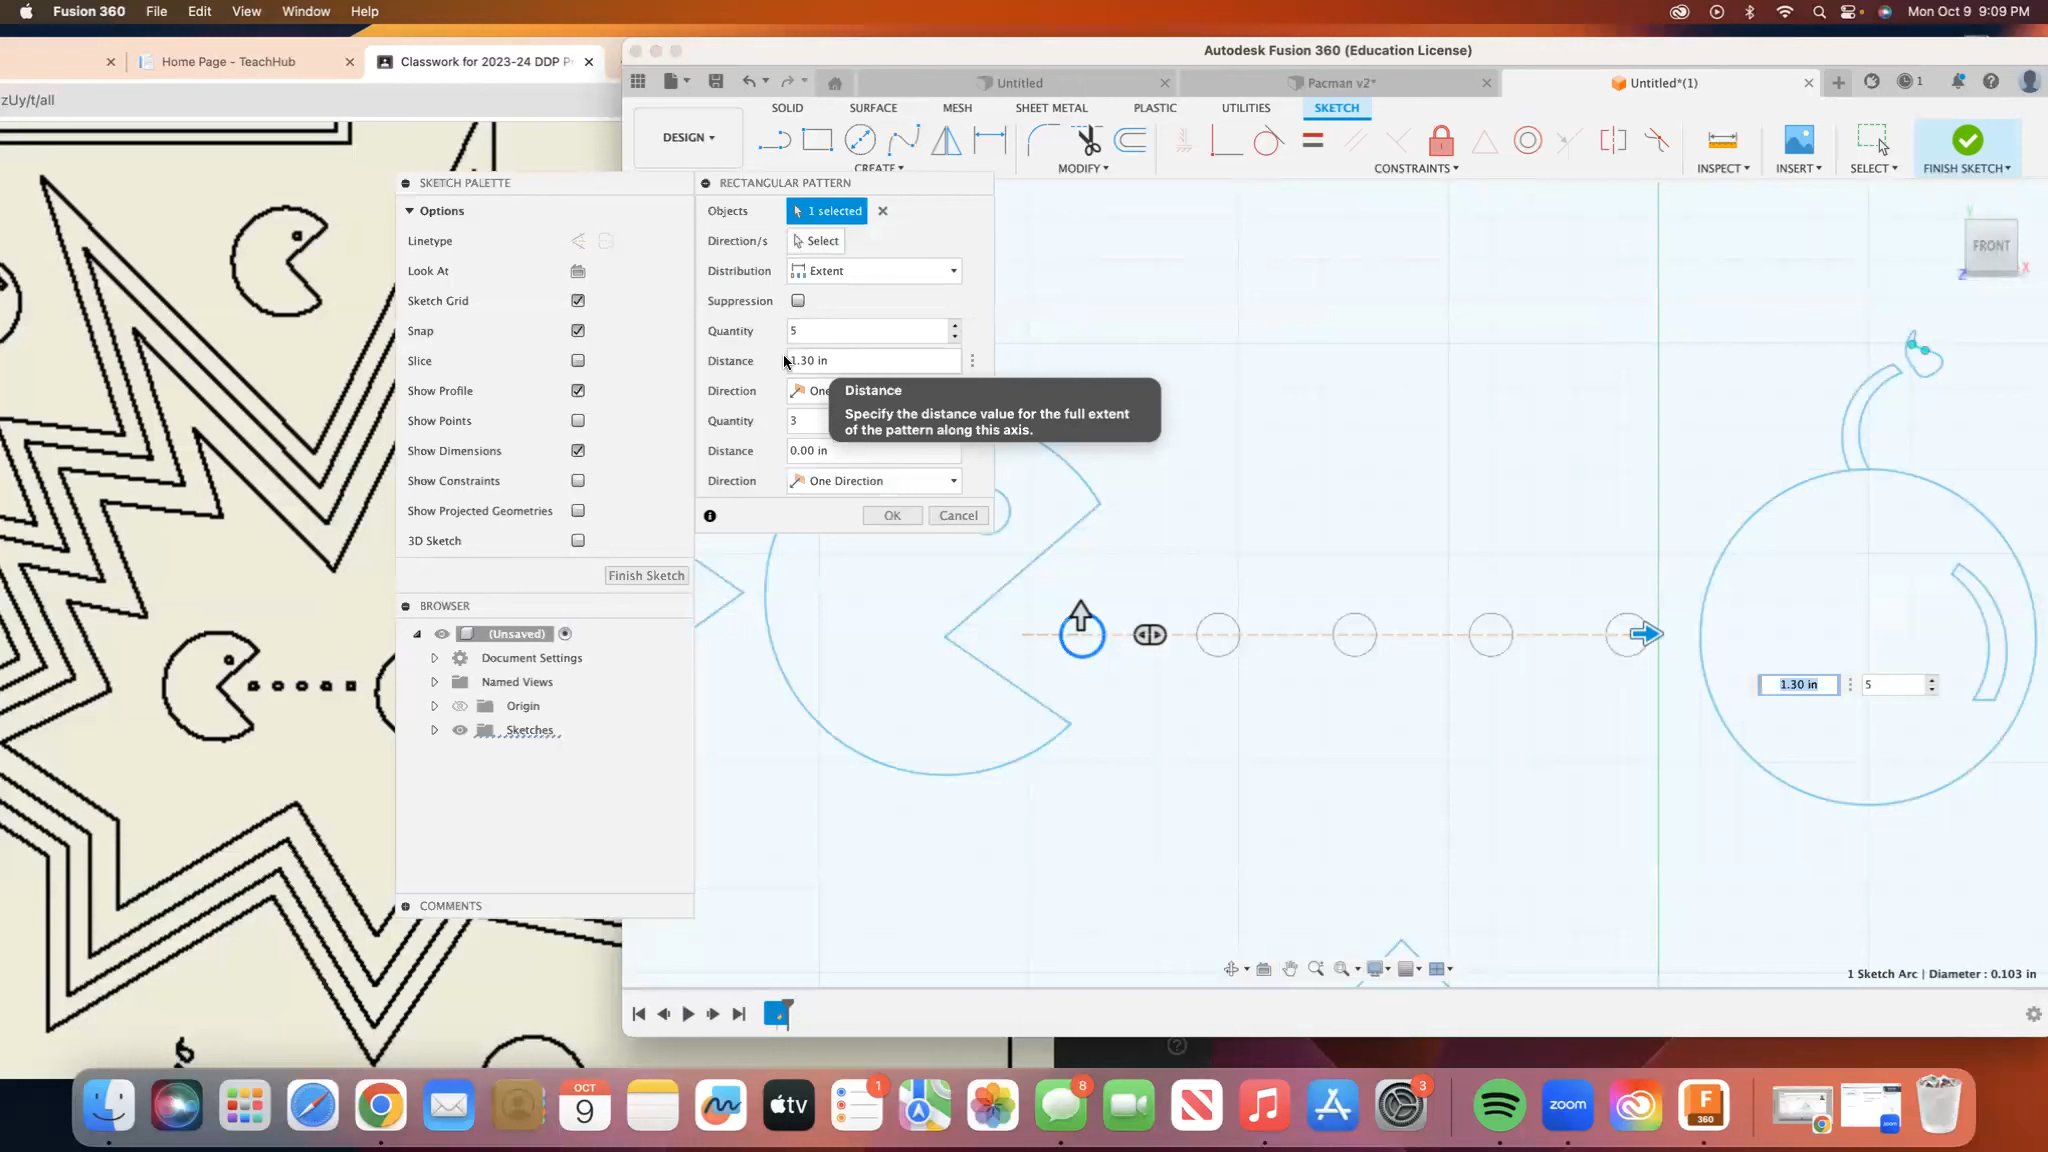 Fusion 360 File Edit View Window Help
Mon Oct 9 9:09 PM
Home Page - TeachHub
Classwork for 2023-24 DDP P
zUy/t/all
Autodesk Fusion 360 (Education License)
Untitled
Pacman v2*
Untitled*(1)
1
SOLID SURFACE MESH SHEET METAL PLASTIC UTILITIES SKETCH
DESIGN
CREATE MODIFY CONSTRAINTS INSPECT INSERT SELECT FINISH SKETCH
SKETCH PALETTE
Options
Linetype
Look At
Sketch Grid
Snap
Slice
Show Profile
Show Points
Show Dimensions
Show Constraints
Show Projected Geometries
3D Sketch
Finish Sketch
RECTANGULAR PATTERN
Objects 1 selected
Direction/s Select
Distribution Extent
Suppression
Quantity 5
Distance 1.30 in
Direction One
Quantity 3
Distance 0.00 in
Direction One Direction
OK Cancel
Distance
Specify the distance value for the full extent
of the pattern along this axis.
FRONT
Y
X
Z
1.30 in
5
BROWSER
(Unsaved)
Document Settings
Named Views
Origin
Sketches
COMMENTS
1 Sketch Arc | Diameter : 0.103 in
OCT
9
tv
1
8
3
zoom
F
360